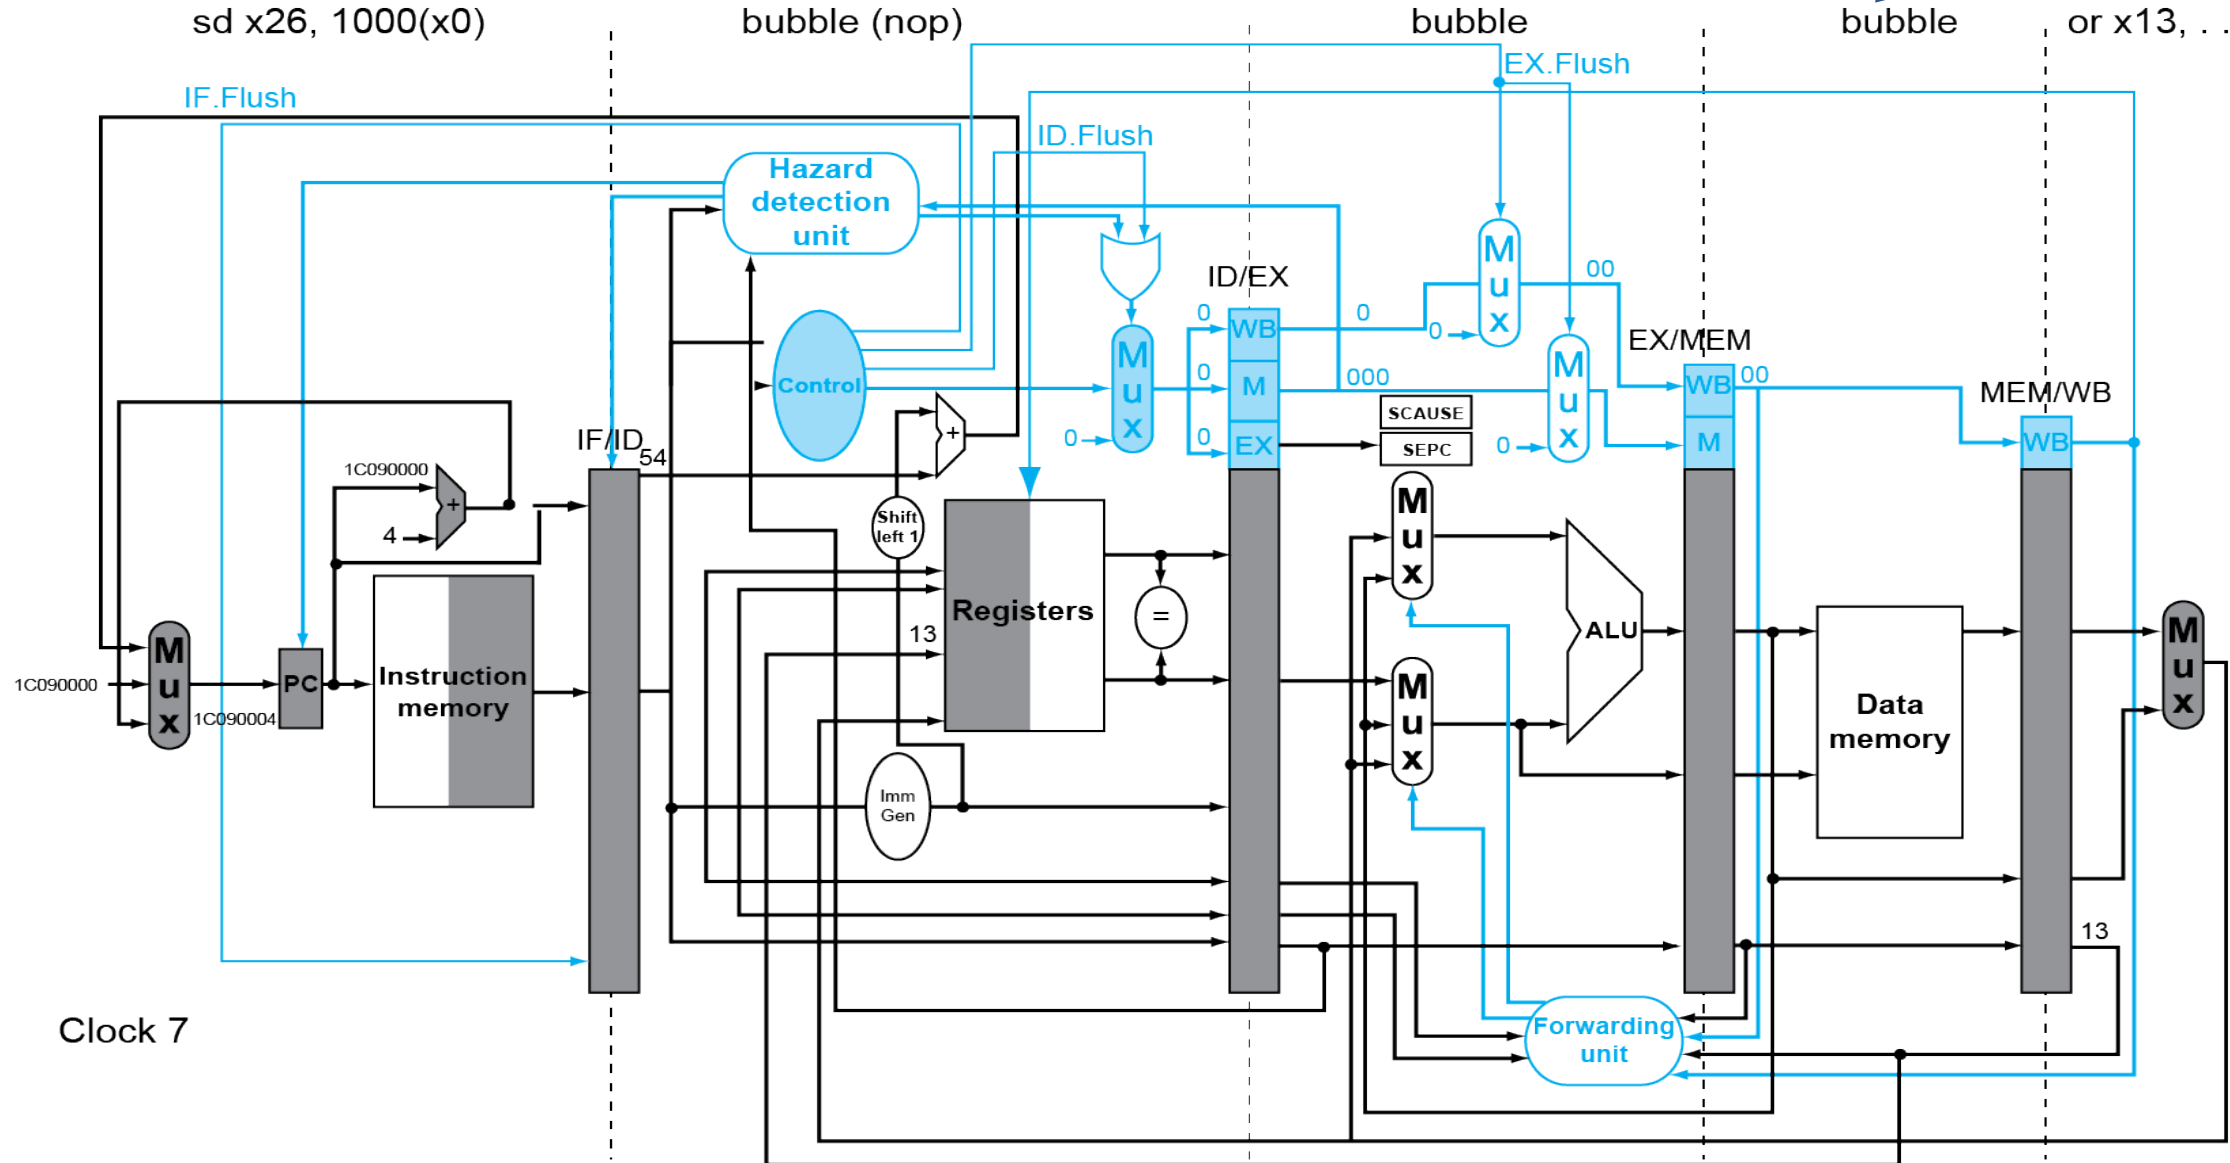 sd x26, 1000(x0)
bubble (nop)
bubble
bubble
or x13, . .
EX.Flush
IF.Flush
ID.Flush
Hazard
detection
unit
M
u
x
ID/EX
00
0
WB
0
0
EX/MEM
M
u
x
Control
M
u
x
0
M
000
WB
00
MEM/WB
SCAUSE
0
0
EX
SEPC
0
M
WB
IF/ID
54
+
1C090000
+
4
M
u
x
Shift
left 1
Registers
=
13
ALU
M
u
x
PC
Instruction
memory
1C090000
1C090004
M
u
x
Data
memory
M
u
x
Imm
Gen
13
Clock 7
Forwarding
unit